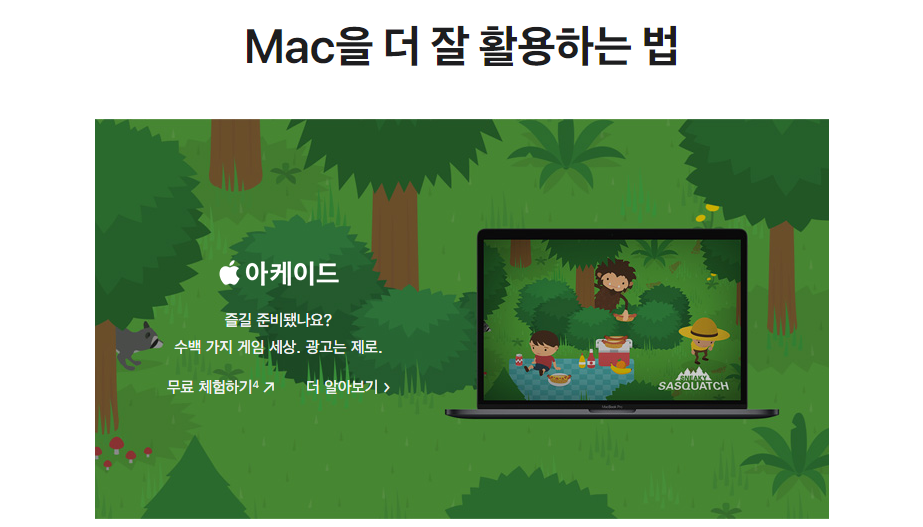 Mac을 더 잘 활용하는 법
아케이드
즐길 준비됐나요?
수백 가지 게임 세상. 광고는 제로.
무료 체험하기⁴ ↗ 더 알아보기 >
SNEAKY
SASQUATCH
MacBook Pro